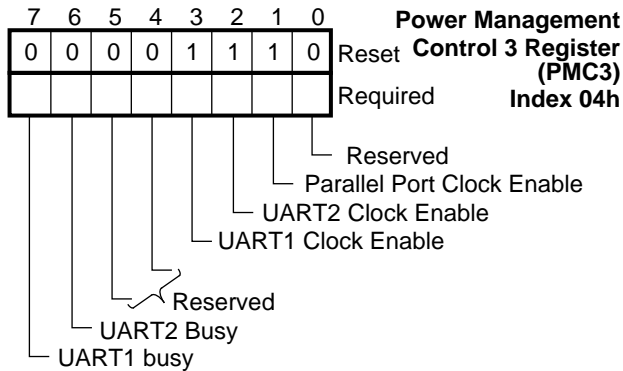 7 6 5 4 3 2 1 0
Power Management
0 0 0 0 1 1 1 0 Reset
Control 3 Register
(PMC3)
Required
Index 04h
Reserved
Parallel Port Clock Enable
UART2 Clock Enable
UART1 Clock Enable
Reserved
UART2 Busy
UART1 busy